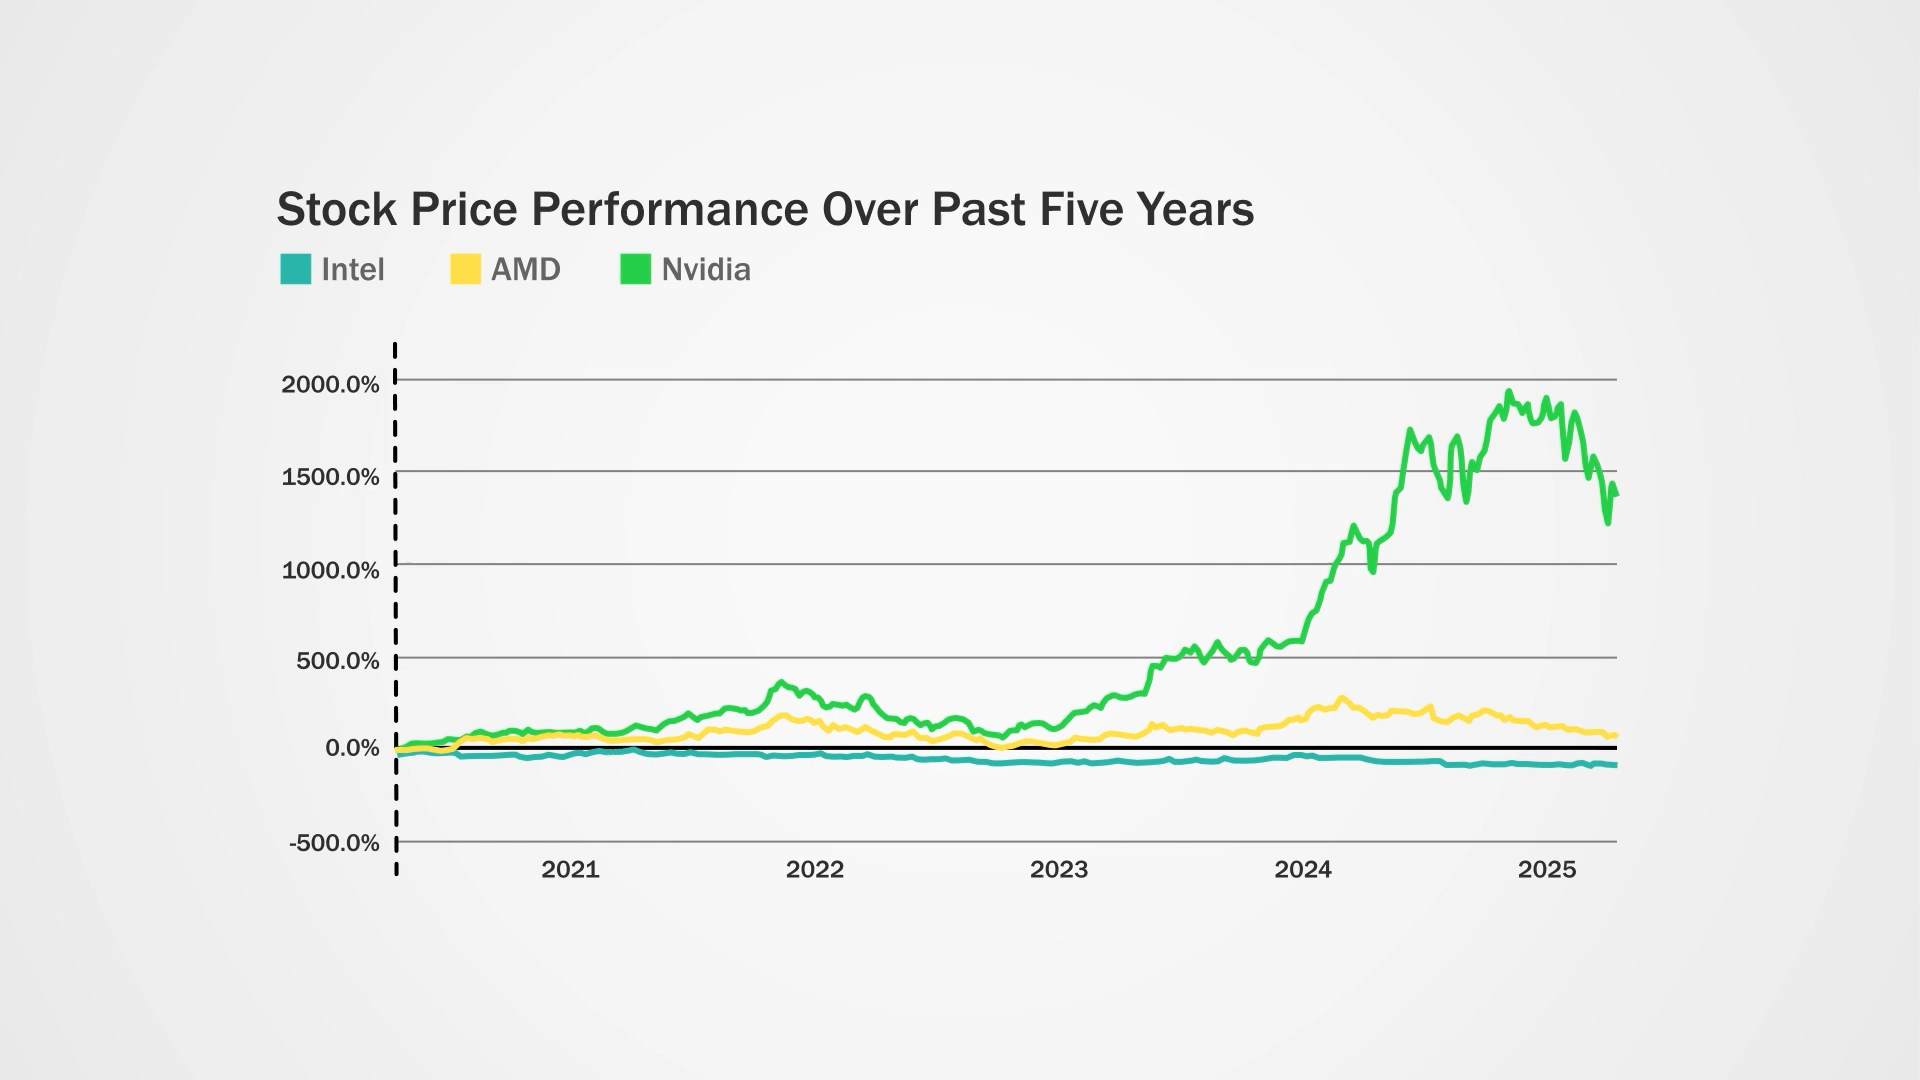 Stock Price Performance Over Past Five Years
Intel AMD Nvidia
2000.0%
1500.0%
1000.0%
500.0%
0.0%
-500.0%
2021 2022 2023 2024 2025